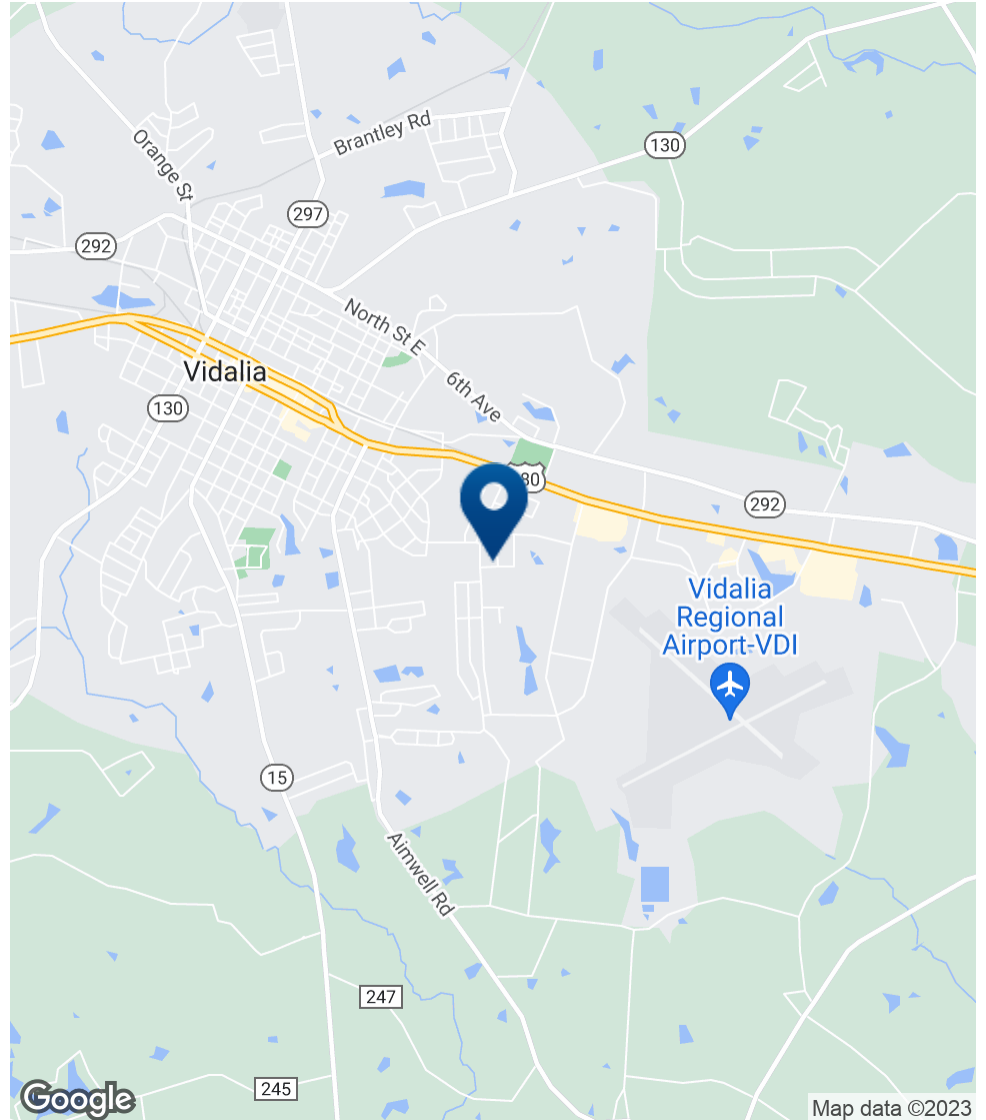 Brantley Rd
130
Orange St
297
292
North St E
Vidalia
6th Ave
130
80
292
Vidalia
Regional
Airport-VDI
15
Aimwell Rd
247
245
Google
Map data ©2023